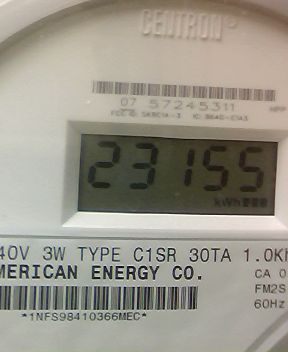 CENTRON
07 57245311
23155
kWh
40V 3W TYPE C1SR 30TA 1.0Kh
MERICAN ENERGY CO.
CA 0
FM2S
60Hz
*1NFS98410366MEC*